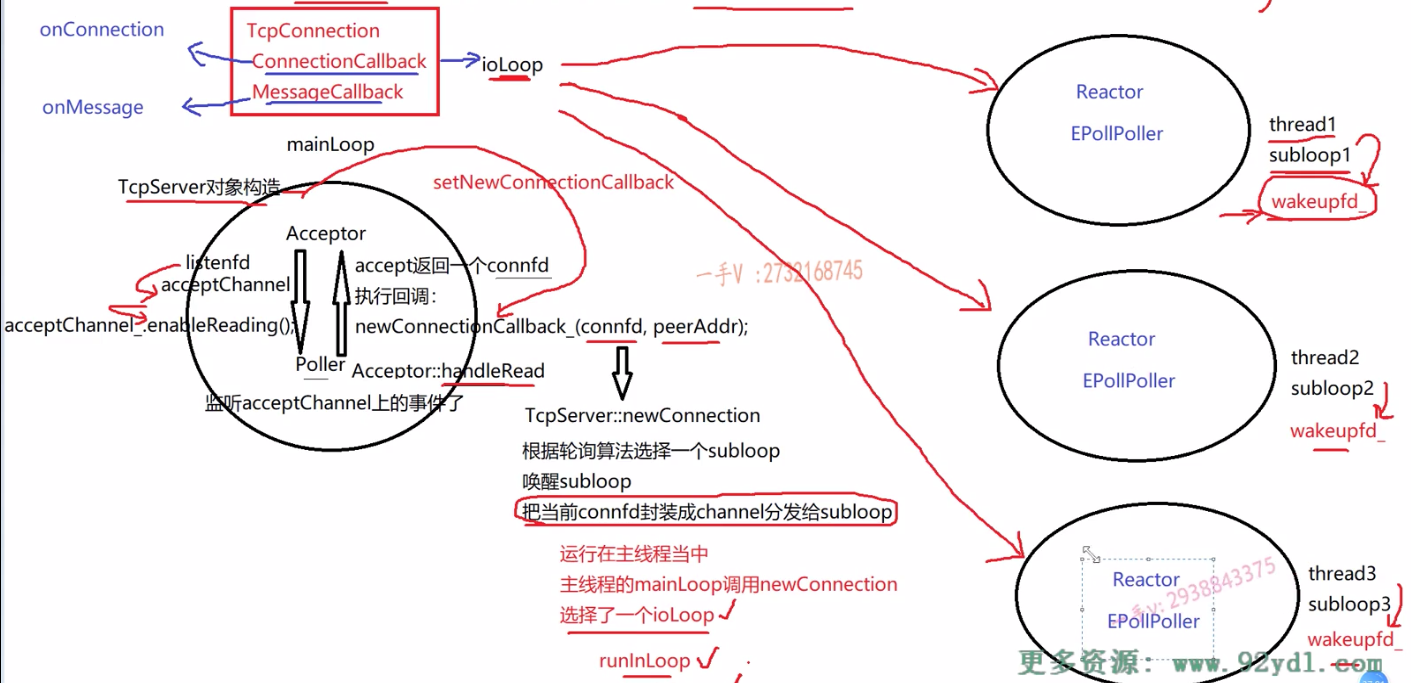 onConnection
TcpConnection
ConnectionCallback
MessageCallback
ioLoop
onMessage
mainLoop
TcpServer对象构造
setNewConnectionCallback
Acceptor
listenfd
acceptChannel
accept返回一个connfd
执行回调：
acceptChannel_.enableReading();
newConnectionCallback_(connfd, peerAddr);
Poller
Acceptor::handleRead
监听acceptChannel上的事件了
TcpServer::newConnection
根据轮询算法选择一个subloop
唤醒subloop
把当前connfd封装成channel分发给subloop
运行在主线程当中
主线程的mainLoop调用newConnection
选择了一个ioLoop
runInLoop
Reactor
EPollPoller
thread1
subloop1
wakeupfd_
Reactor
EPollPoller
thread2
subloop2
wakeupfd_
Reactor
EPollPoller
thread3
subloop3
wakeupfd_
一手V :2732168745
手v: 2938843375
更多资源: www.92ydl.com